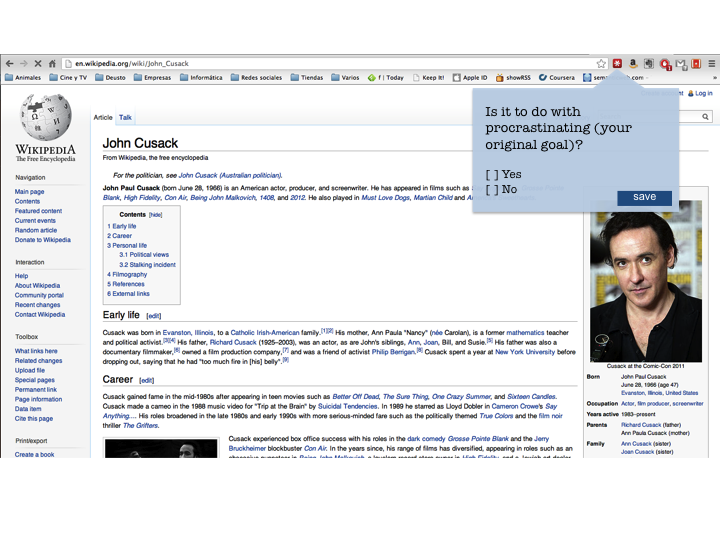 en.wikipedia.org/wiki/John_Cusack
Animales Cine y TV Deusto Empresas Informática Redes sociales Tiendas Varios f | Today Keep It! Apple ID showRSS Coursera
Log in
Is it to do with
procrastinating (your
original goal)?
[ ] Yes
[ ] No
save
WIKIPEDIA
The Free Encyclopedia
Navigation
Main page
Contents
Featured content
Current events
Random article
Donate to Wikipedia
Interaction
Help
About Wikipedia
Community portal
Recent changes
Contact Wikipedia
Toolbox
What links here
Related changes
Upload file
Special pages
Permanent link
Page information
Data item
Cite this page
Print/export
Create a book
Article Talk
John Cusack
From Wikipedia, the free encyclopedia
For the politician, see John Cusack (Australian politician).
John Paul Cusack (born June 28, 1966) is an American actor, producer, and screenwriter. He has appeared in films such as
Blank, High Fidelity, Con Air, Being John Malkovich, 1408, and 2012. He also played in Must Love Dogs, Martian Child and
Contents [hide]
1 Early life
2 Career
3 Personal life
3.1 Political views
3.2 Stalking incident
4 Filmography
5 References
6 External links
Early life [edit]
Cusack was born in Evanston, Illinois, to a Catholic Irish-American family.[1][2] His mother, Ann Paula "Nancy" (née Carolan), is a former mathematics teacher
and political activist.[3][4] His father, Richard Cusack (1925–2003), was an actor, as are John's siblings, Ann, Joan, Bill, and Susie.[5] His father was also a
documentary filmmaker,[6] owned a film production company,[7] and was a friend of activist Philip Berrigan.[8] Cusack spent a year at New York University before
dropping out, saying that he had "too much fire in [his] belly".[9]
Career [edit]
Cusack gained fame in the mid-1980s after appearing in teen movies such as Better Off Dead, The Sure Thing, One Crazy Summer, and Sixteen Candles.
Cusack made a cameo in the 1988 music video for "Trip at the Brain" by Suicidal Tendencies. In 1989 he starred as Lloyd Dobler in Cameron Crowe's Say
Anything.... His roles broadened in the late 1980s and early 1990s with more serious-minded fare such as the politically themed True Colors and the film noir
thriller The Grifters.
Cusack experienced box office success with his roles in the dark comedy Grosse Pointe Blank and the Jerry
Bruckheimer blockbuster Con Air. In the years since, his range of films has diversified, appearing in roles such as an
Cusack at the Comic-Con 2011
Born John Paul Cusack
June 28, 1966 (age 47)
Evanston, Illinois, United States
Occupation Actor, film producer, screenwriter
Years active 1983–present
Parents Richard Cusack (father)
Ann Paula Cusack (mother)
Family Ann Cusack (sister)
Joan Cusack (sister)